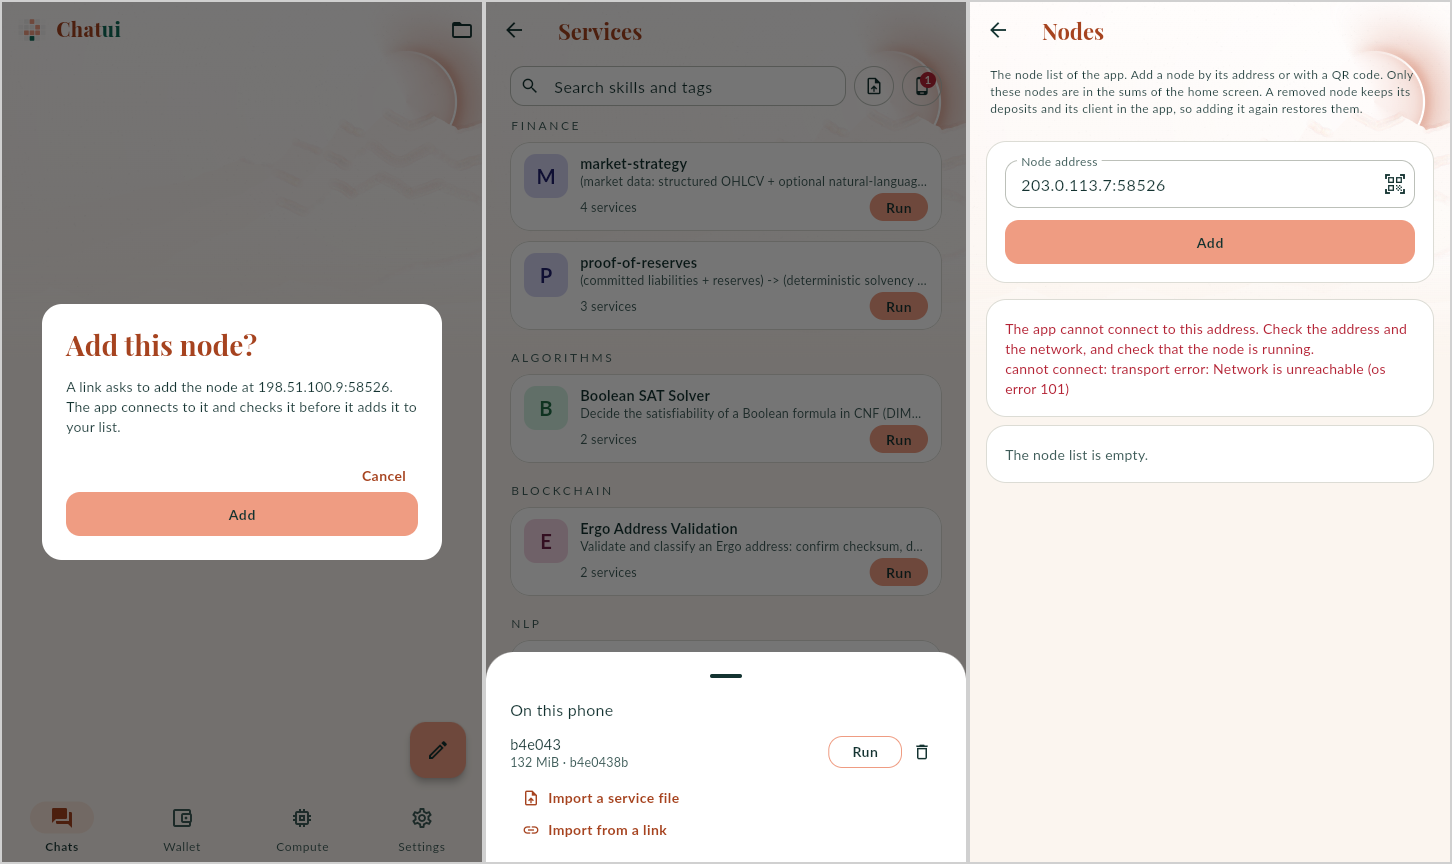 Chatui
Add this node?
A link asks to add the node at 198.51.100.9:58526.
The app connects to it and checks it before it adds it to
your list.
Cancel
Add
Chats
Wallet
Compute
Settings
Services
Search skills and tags
1
FINANCE
M
market-strategy
(market data: structured OHLCV + optional natural-languag...
4 services
Run
P
proof-of-reserves
(committed liabilities + reserves) -> (deterministic solvency ...
3 services
Run
ALGORITHMS
B
Boolean SAT Solver
Decide the satisfiability of a Boolean formula in CNF (DIM...
2 services
Run
BLOCKCHAIN
E
Ergo Address Validation
Validate and classify an Ergo address: confirm checksum, d...
2 services
Run
NLP
On this phone
b4e043
132 MiB · b4e0438b
Run
Import a service file
Import from a link
Nodes
The node list of the app. Add a node by its address or with a QR code. Only
these nodes are in the sums of the home screen. A removed node keeps its
deposits and its client in the app, so adding it again restores them.
Node address
203.0.113.7:58526
Add
The app cannot connect to this address. Check the address and
the network, and check that the node is running.
cannot connect: transport error: Network is unreachable (os
error 101)
The node list is empty.